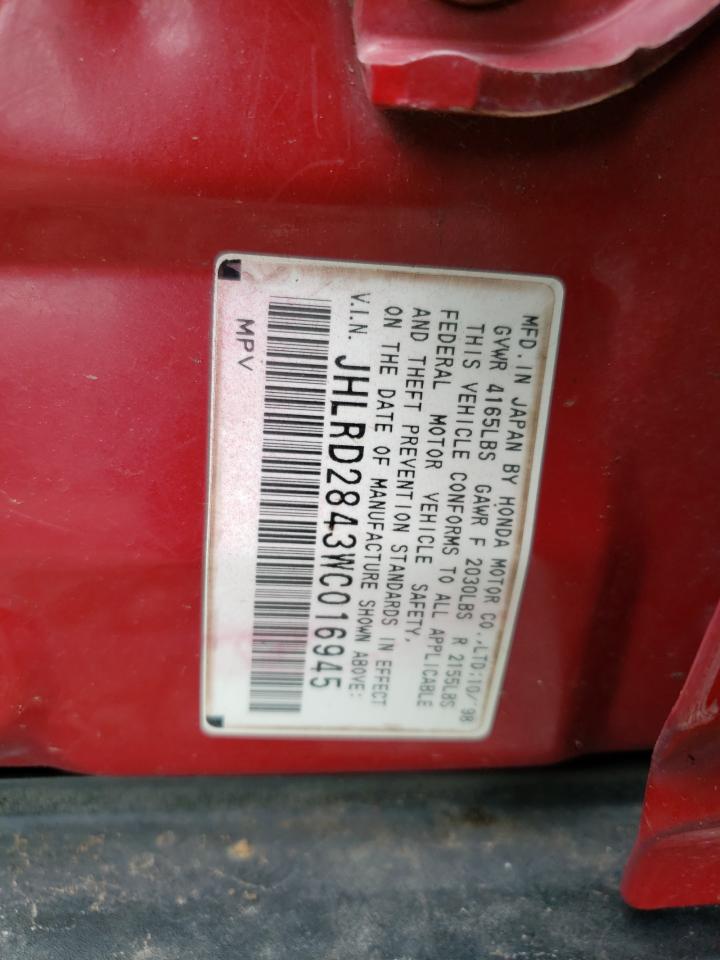 MFD. IN JAPAN BY HONDA MOTOR CO., LTD: 10/'98
GVWR 4165LBS GAWR F 2030LBS R 2155LBS
THIS VEHICLE CONFORMS TO ALL APPLICABLE
FEDERAL MOTOR VEHICLE SAFETY,
AND THEFT PREVENTION STANDARDS IN EFFECT
ON THE DATE OF MANUFACTURE SHOWN ABOVE:
V.I.N. JHLRD2843WC016945
MPV